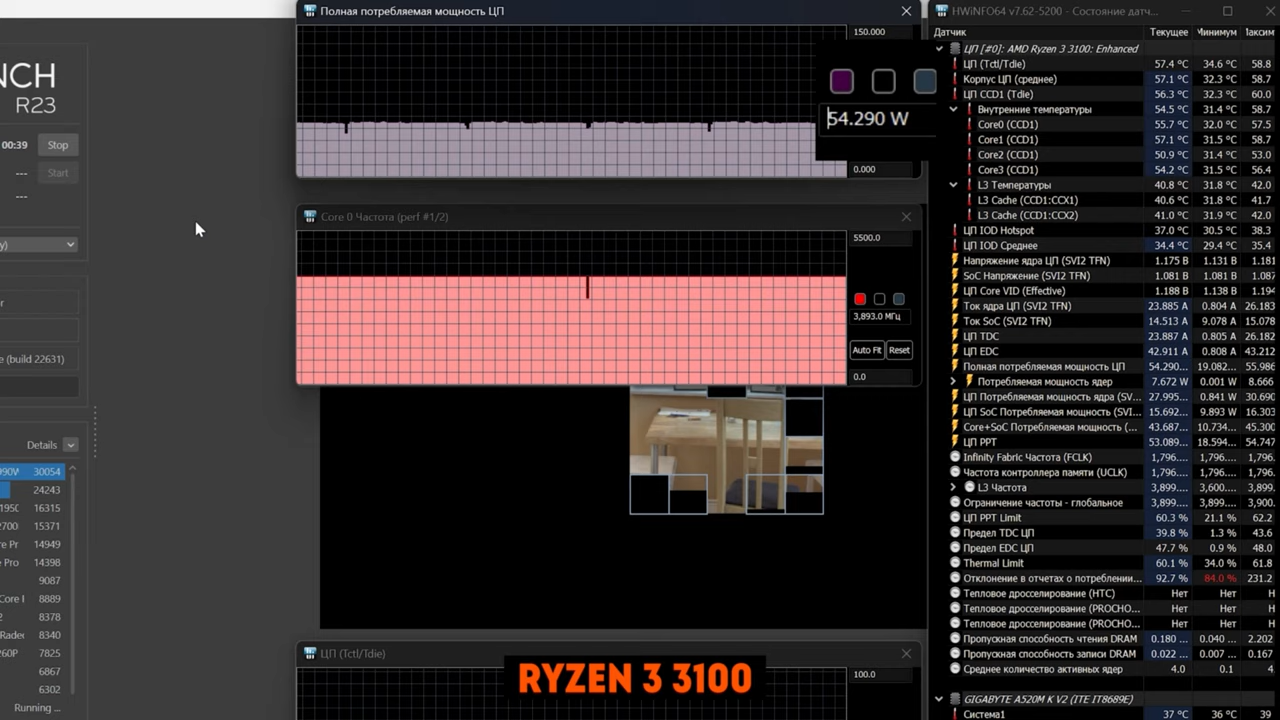 NCH
R23
00:39
Stop
---
Start
---
y)
or
e (build 22631)
Details
990W 30054
24243
195C 16315
2700 15371
re Pr 14949
e Pro 14398
9087
Core I 8889
2 8378
Rade 8340
260P 7825
6867
6302
Running ...
Полная потребляемая мощность ЦП
150.000
54.290 W
0.000
Core 0 Частота (perf #1/2)
5500.0
3,893.0 МГц
Auto Fit
Reset
0.0
ЦП (Tctl/Tdie)
100.0
RYZEN 3 3100
HWiNFO64 v7.62-5200 - Состояние датч...
Датчик Текущее Минимум Максим
ЦП [#0]: AMD Ryzen 3 3100: Enhanced
ЦП (Tctl/Tdie) 57.4 °C 34.6 °C 58.8
Корпус ЦП (среднее) 57.1 °C 32.3 °C 58.7
ЦП CCD1 (Tdie) 56.3 °C 32.3 °C 60.0
Внутренние температуры 54.5 °C 31.4 °C 58.7
Core0 (CCD1) 55.7 °C 32.0 °C 57.5
Core1 (CCD1) 57.1 °C 31.5 °C 58.7
Core2 (CCD1) 50.9 °C 31.4 °C 53.0
Core3 (CCD1) 54.2 °C 31.5 °C 56.4
L3 Температуры 40.8 °C 31.8 °C 42.0
L3 Cache (CCD1:CCX1) 40.6 °C 31.8 °C 41.7
L3 Cache (CCD1:CCX2) 41.0 °C 31.9 °C 42.0
ЦП IOD Hotspot 37.0 °C 30.5 °C 38.3
ЦП IOD Среднее 34.4 °C 29.4 °C 35.4
Напряжение ядра ЦП (SVI2 TFN) 1.175 В 1.131 В 1.181
SoC Напряжение (SVI2 TFN) 1.081 В 1.081 В 1.087
ЦП Core VID (Effective) 1.188 В 1.138 В 1.194
Ток ядра ЦП (SVI2 TFN) 23.885 А 0.804 А 26.183
Ток SoC (SVI2 TFN) 14.513 А 9.078 А 15.102
ЦП TDC 23.887 А 0.805 А 26.182
ЦП EDC 42.911 А 0.808 А 43.212
Полная потребляемая мощность ЦП 54.290... 19.082... 55.986
Потребляемая мощность ядер 7.672 W 0.001 W 8.265
ЦП Потребляемая мощность ядра (SV... 27.995... 0.841 W 30.690
ЦП SoC Потребляемая мощность (SVI... 15.692... 9.893 W 16.303
Core+SoC Потребляемая мощность (... 43.687... 10.734... 45.300
ЦП PPT 53.089... 18.594... 54.747
Infinity Fabric Частота (FCLK) 1,796.... 1,796.... 1,796.
Частота контроллера памяти (UCLK) 1,796.... 1,796.... 1,796.
L3 Частота 3,899.... 3,600.... 3,899.
Ограничение частоты - глобальное 3,899.... 3,899.... 3,900.
ЦП PPT Limit 60.3 % 21.1 % 62.2
Предел TDC ЦП 39.8 % 1.3 % 43.6
Предел EDC ЦП 47.7 % 0.9 % 48.0
Thermal Limit 60.1 % 34.0 % 61.8
Отклонение в отчетах о потреблени... 92.7 % 84.0 % 231.2
Тепловое дросселирование (HTC) Нет Нет Н
Тепловое дросселирование (PROCHO... Нет Нет Н
Тепловое дросселирование (PROCHO... Нет Нет Н
Пропускная способность чтения DRAM 0.180 ... 0.040 ... 2.202
Пропускная способность записи DRAM 0.022 ... 0.007 ... 0.167
Среднее количество активных ядер 4.0 0.1 4
GIGABYTE A520M K V2 (ITE IT8689E)
Система1 37 °C 36 °C 39